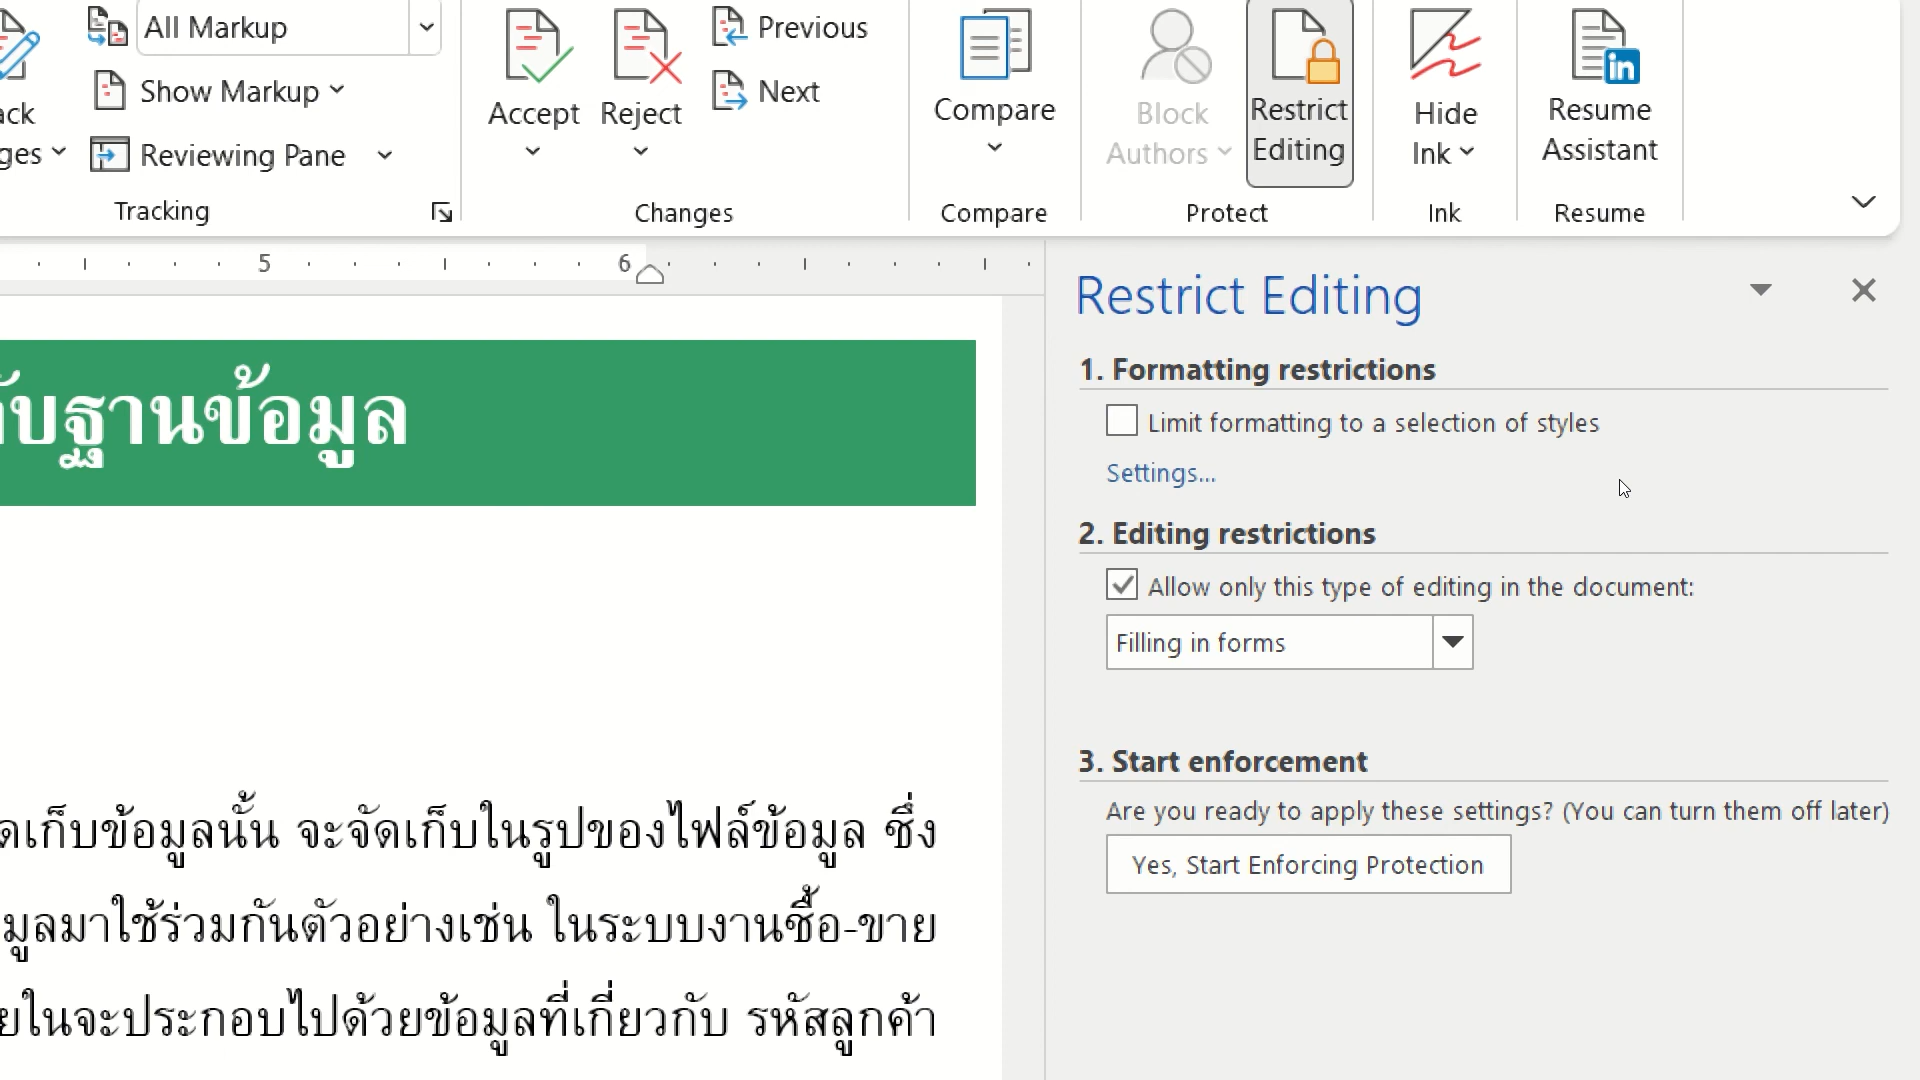 All Markup
Show Markup
Reviewing Pane
Tracking
Accept
Reject
Previous
Next
Changes
Compare
Compare
Block
Authors
Restrict
Editing
Protect
Hide
Ink
Ink
Resume
Assistant
Resume
5 6
Restrict Editing
1. Formatting restrictions
Limit formatting to a selection of styles
Settings...
2. Editing restrictions
Allow only this type of editing in the document:
Filling in forms
3. Start enforcement
Are you ready to apply these settings? (You can turn them off later)
Yes, Start Enforcing Protection
ับฐานข้อมูล
ดเก็บข้อมูลนั้น จะจัดเก็บในรูปของไฟล์ข้อมูล ซึ่ง
มูลมาใช้ร่วมกันตัวอย่างเช่น ในระบบงานซื้อ-ขาย
ยในจะประกอบไปด้วยข้อมูลที่เกี่ยวกับ รหัสลูกค้า